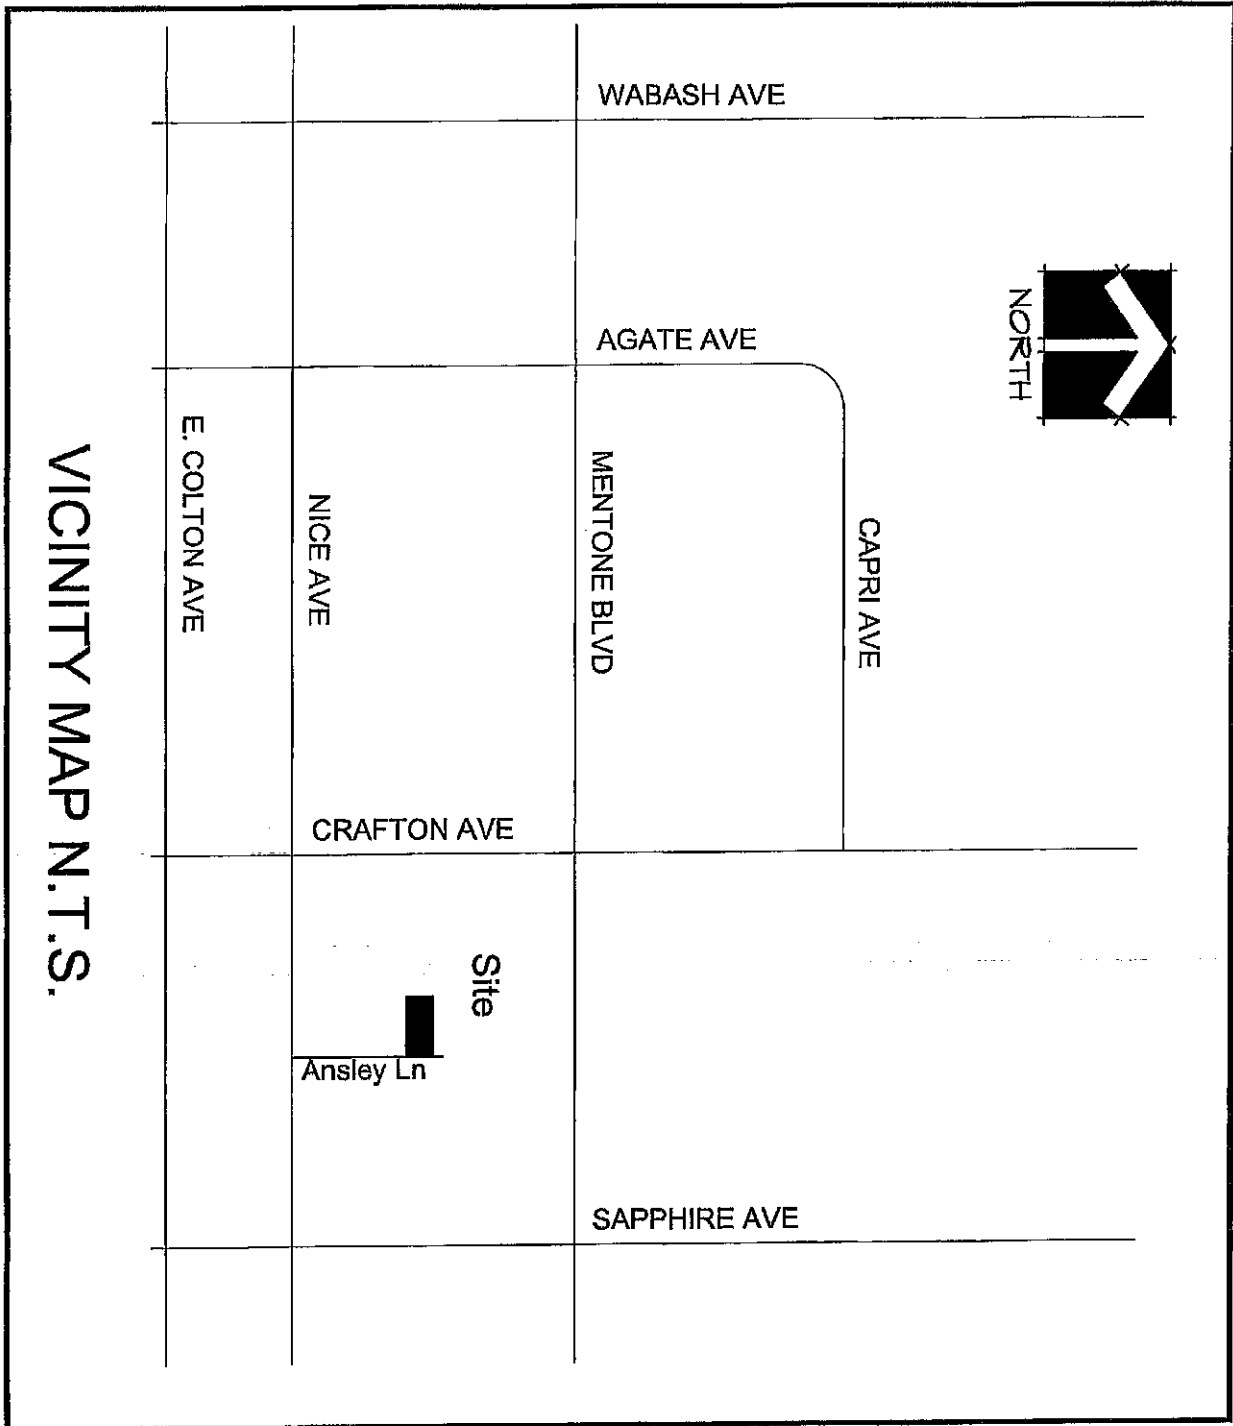 WABASH AVE
NORTH
AGATE AVE
E. COLTON AVE
NICE AVE
MENTONE BLVD
CAPRI AVE
CRAFTON AVE
Site
Ansley Ln
SAPPHIRE AVE
VICINITY MAP N.T.S.